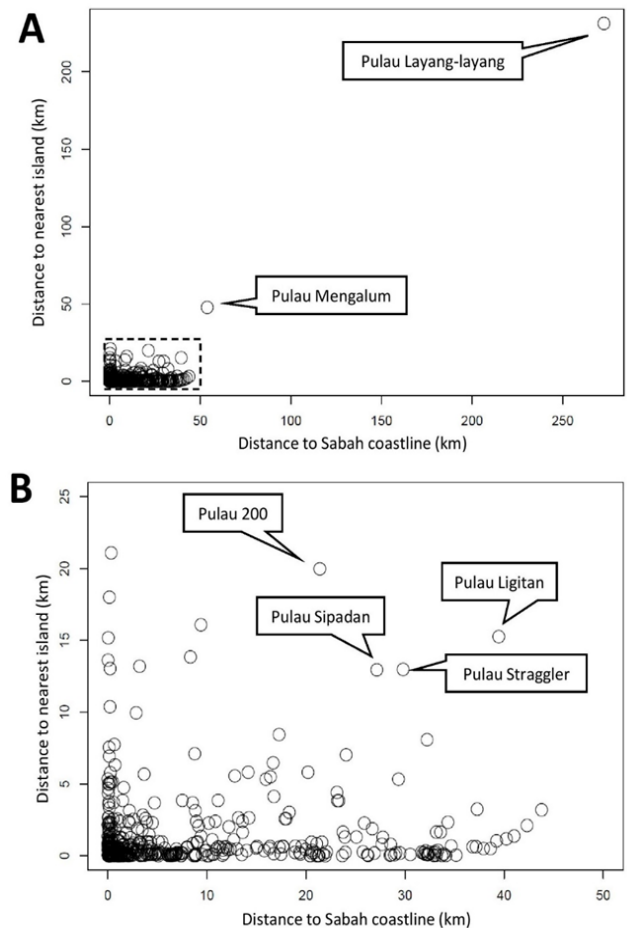 A
Distance to nearest island (km)
200
150
100
50
0
Pulau Layang-layang
Pulau Mengalum
0 50 100 150 200 250
Distance to Sabah coastline (km)
B
Distance to nearest island (km)
25
20
15
10
5
0
Pulau 200
Pulau Ligitan
Pulau Sipadan
Pulau Straggler
0 10 20 30 40 50
Distance to Sabah coastline (km)